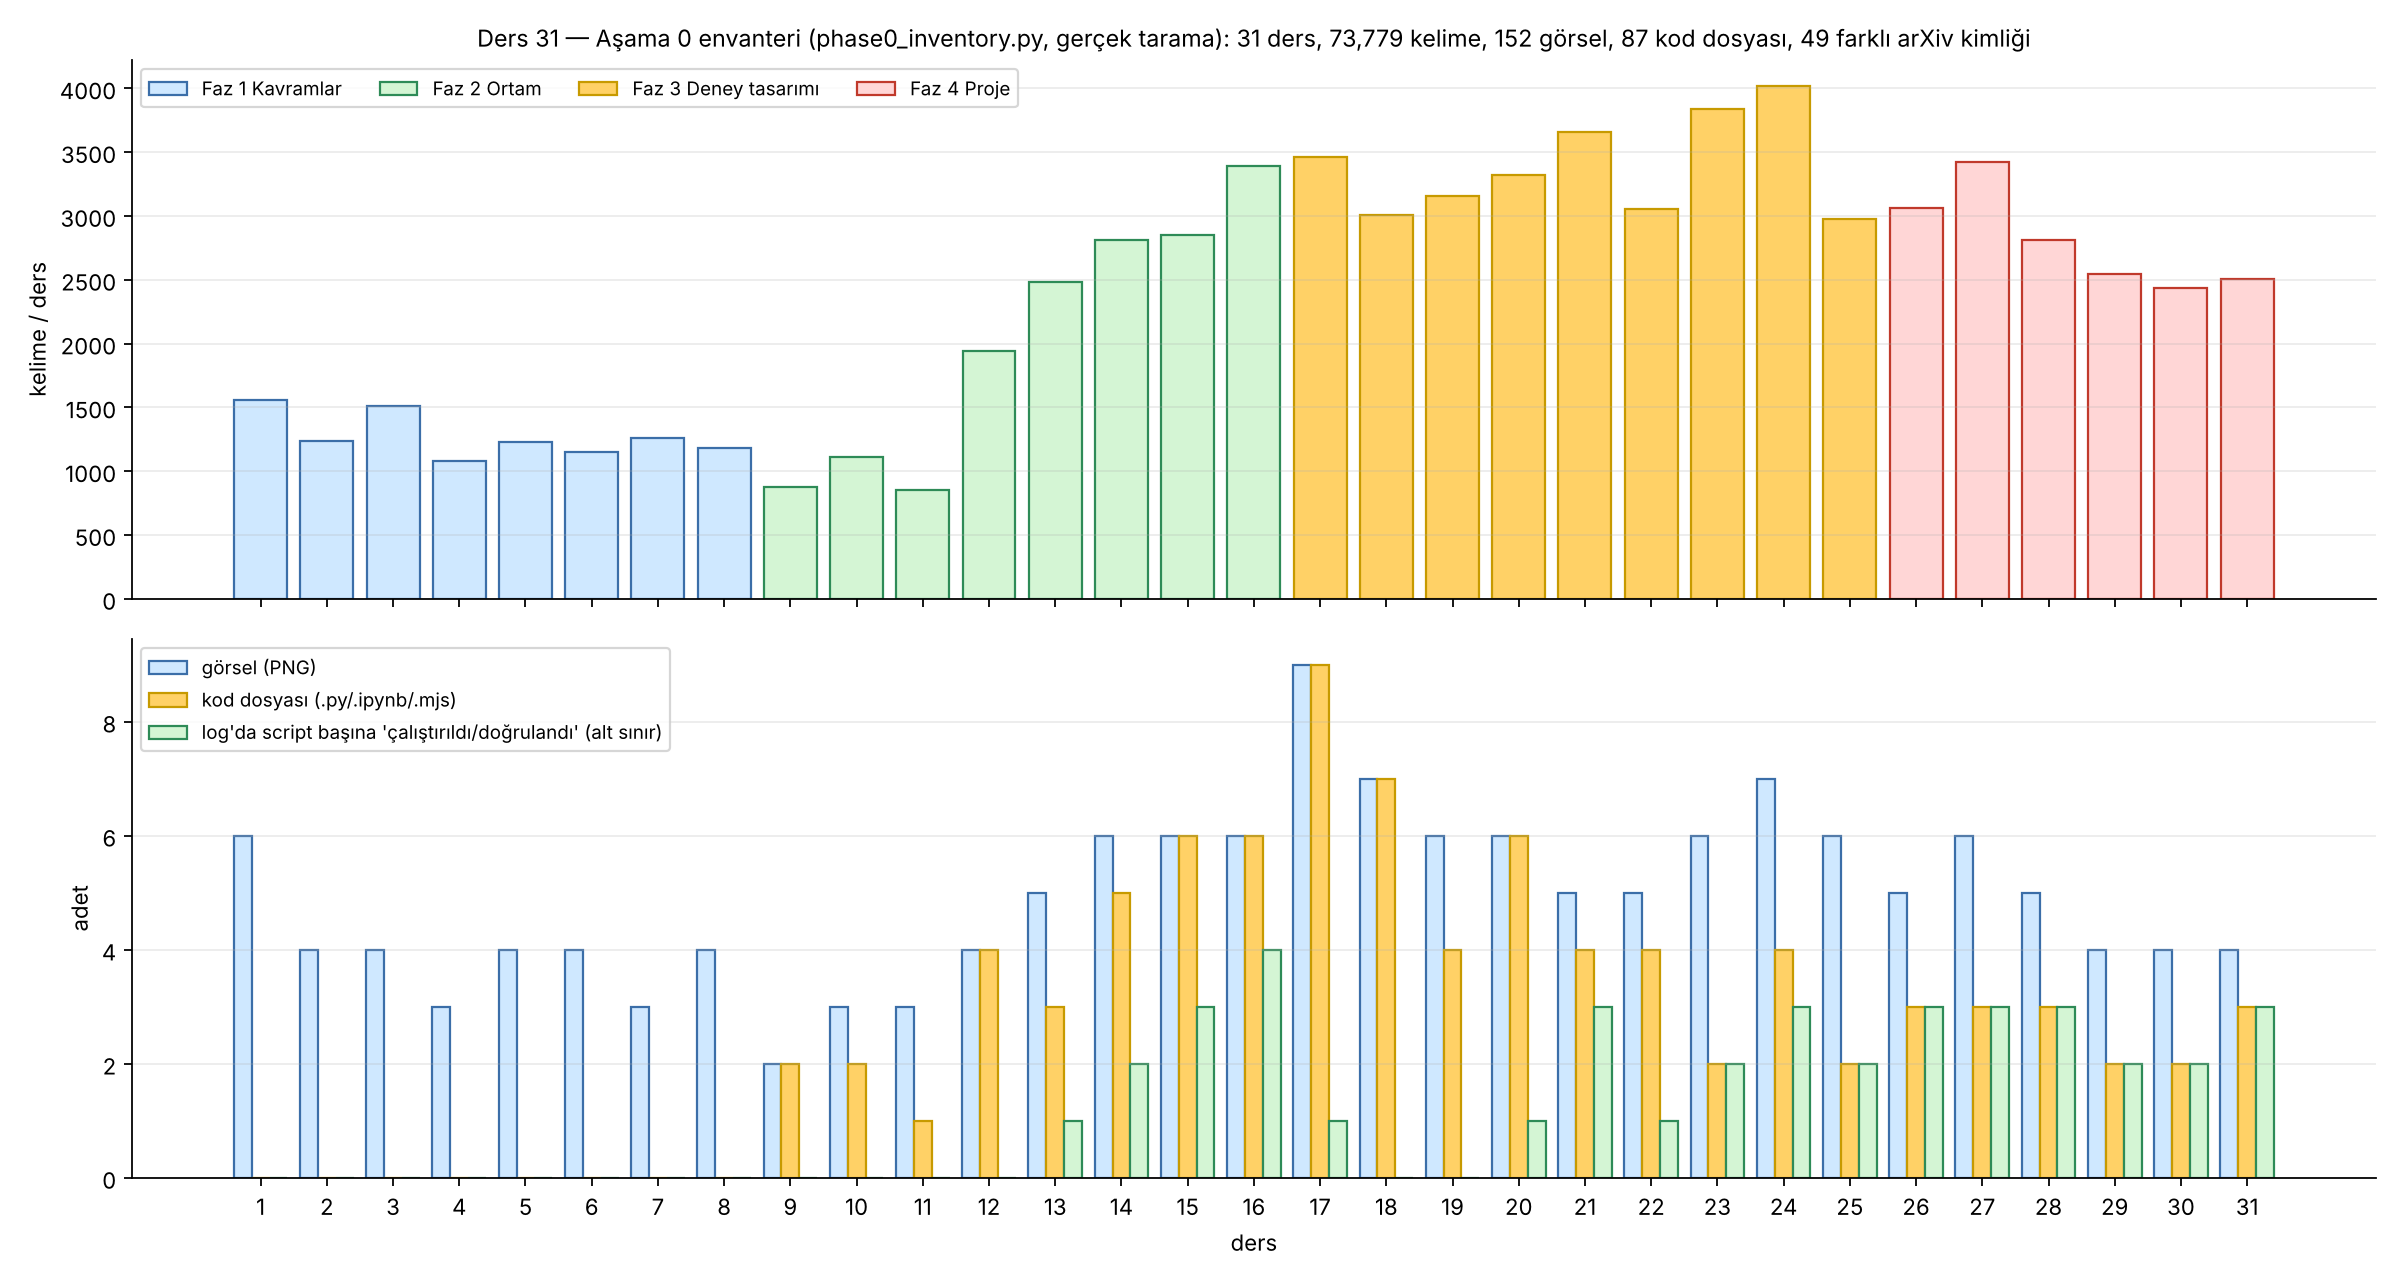 Ders 31 — Aşama 0 envanteri (phase0_inventory.py, gerçek tarama): 31 ders, 73,779 kelime, 152 görsel, 87 kod dosyası, 49 farklı arXiv kimliği
Faz 1 Kavramlar Faz 2 Ortam Faz 3 Deney tasarımı Faz 4 Proje
kelime / ders
4000
3500
3000
2500
2000
1500
1000
500
0
görsel (PNG)
kod dosyası (.py/.ipynb/.mjs)
log'da script başına 'çalıştırıldı/doğrulandı' (alt sınır)
adet
8
6
4
2
0
1 2 3 4 5 6 7 8 9 10 11 12 13 14 15 16 17 18 19 20 21 22 23 24 25 26 27 28 29 30 31
ders